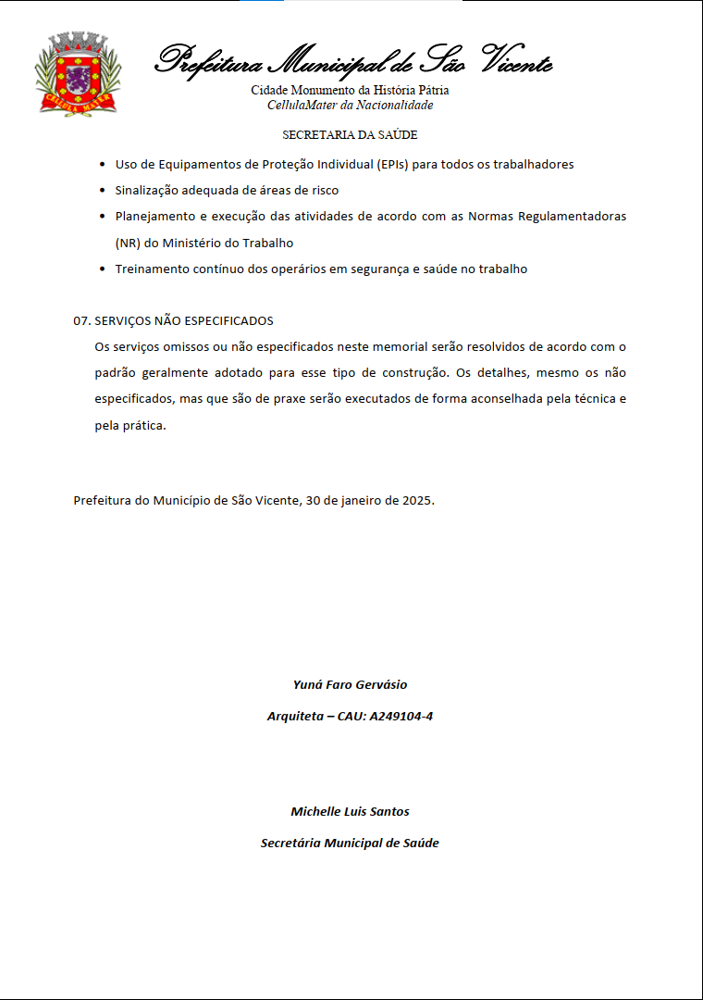 Prefeitura Municipal de São Vicente
Cidade Monumento da História Pátria
CellulaMater da Nacionalidade
SECRETARIA DA SAÚDE
CELLULA MATER
• Uso de Equipamentos de Proteção Individual (EPIs) para todos os trabalhadores
• Sinalização adequada de áreas de risco
• Planejamento e execução das atividades de acordo com as Normas Regulamentadoras
(NR) do Ministério do Trabalho
• Treinamento contínuo dos operários em segurança e saúde no trabalho
07. SERVIÇOS NÃO ESPECIFICADOS
Os serviços omissos ou não especificados neste memorial serão resolvidos de acordo com o
padrão geralmente adotado para esse tipo de construção. Os detalhes, mesmo os não
especificados, mas que são de praxe serão executados de forma aconselhada pela técnica e
pela prática.
Prefeitura do Município de São Vicente, 30 de janeiro de 2025.
Yuná Faro Gervásio
Arquiteta – CAU: A249104-4
Michelle Luis Santos
Secretária Municipal de Saúde